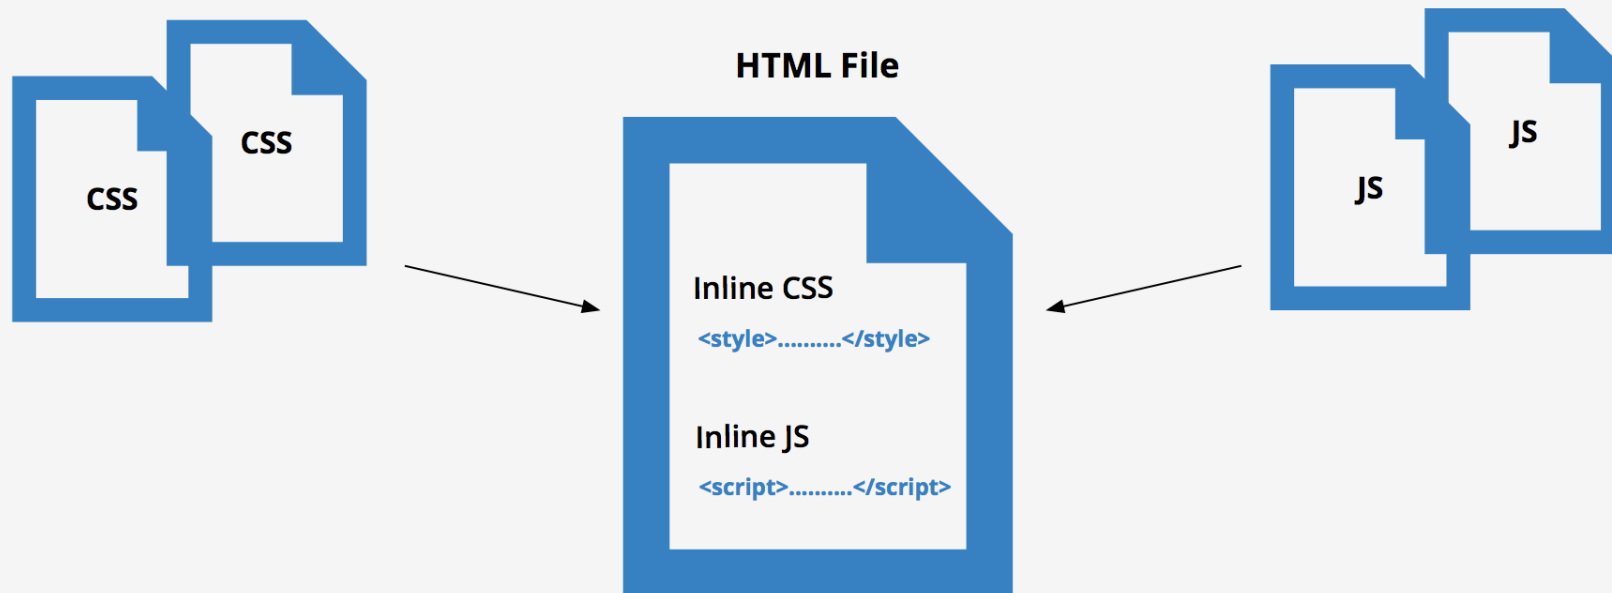 CSS
CSS
HTML File
Inline CSS
<style>..........</style>
Inline JS
<script>..........</script>
JS
JS